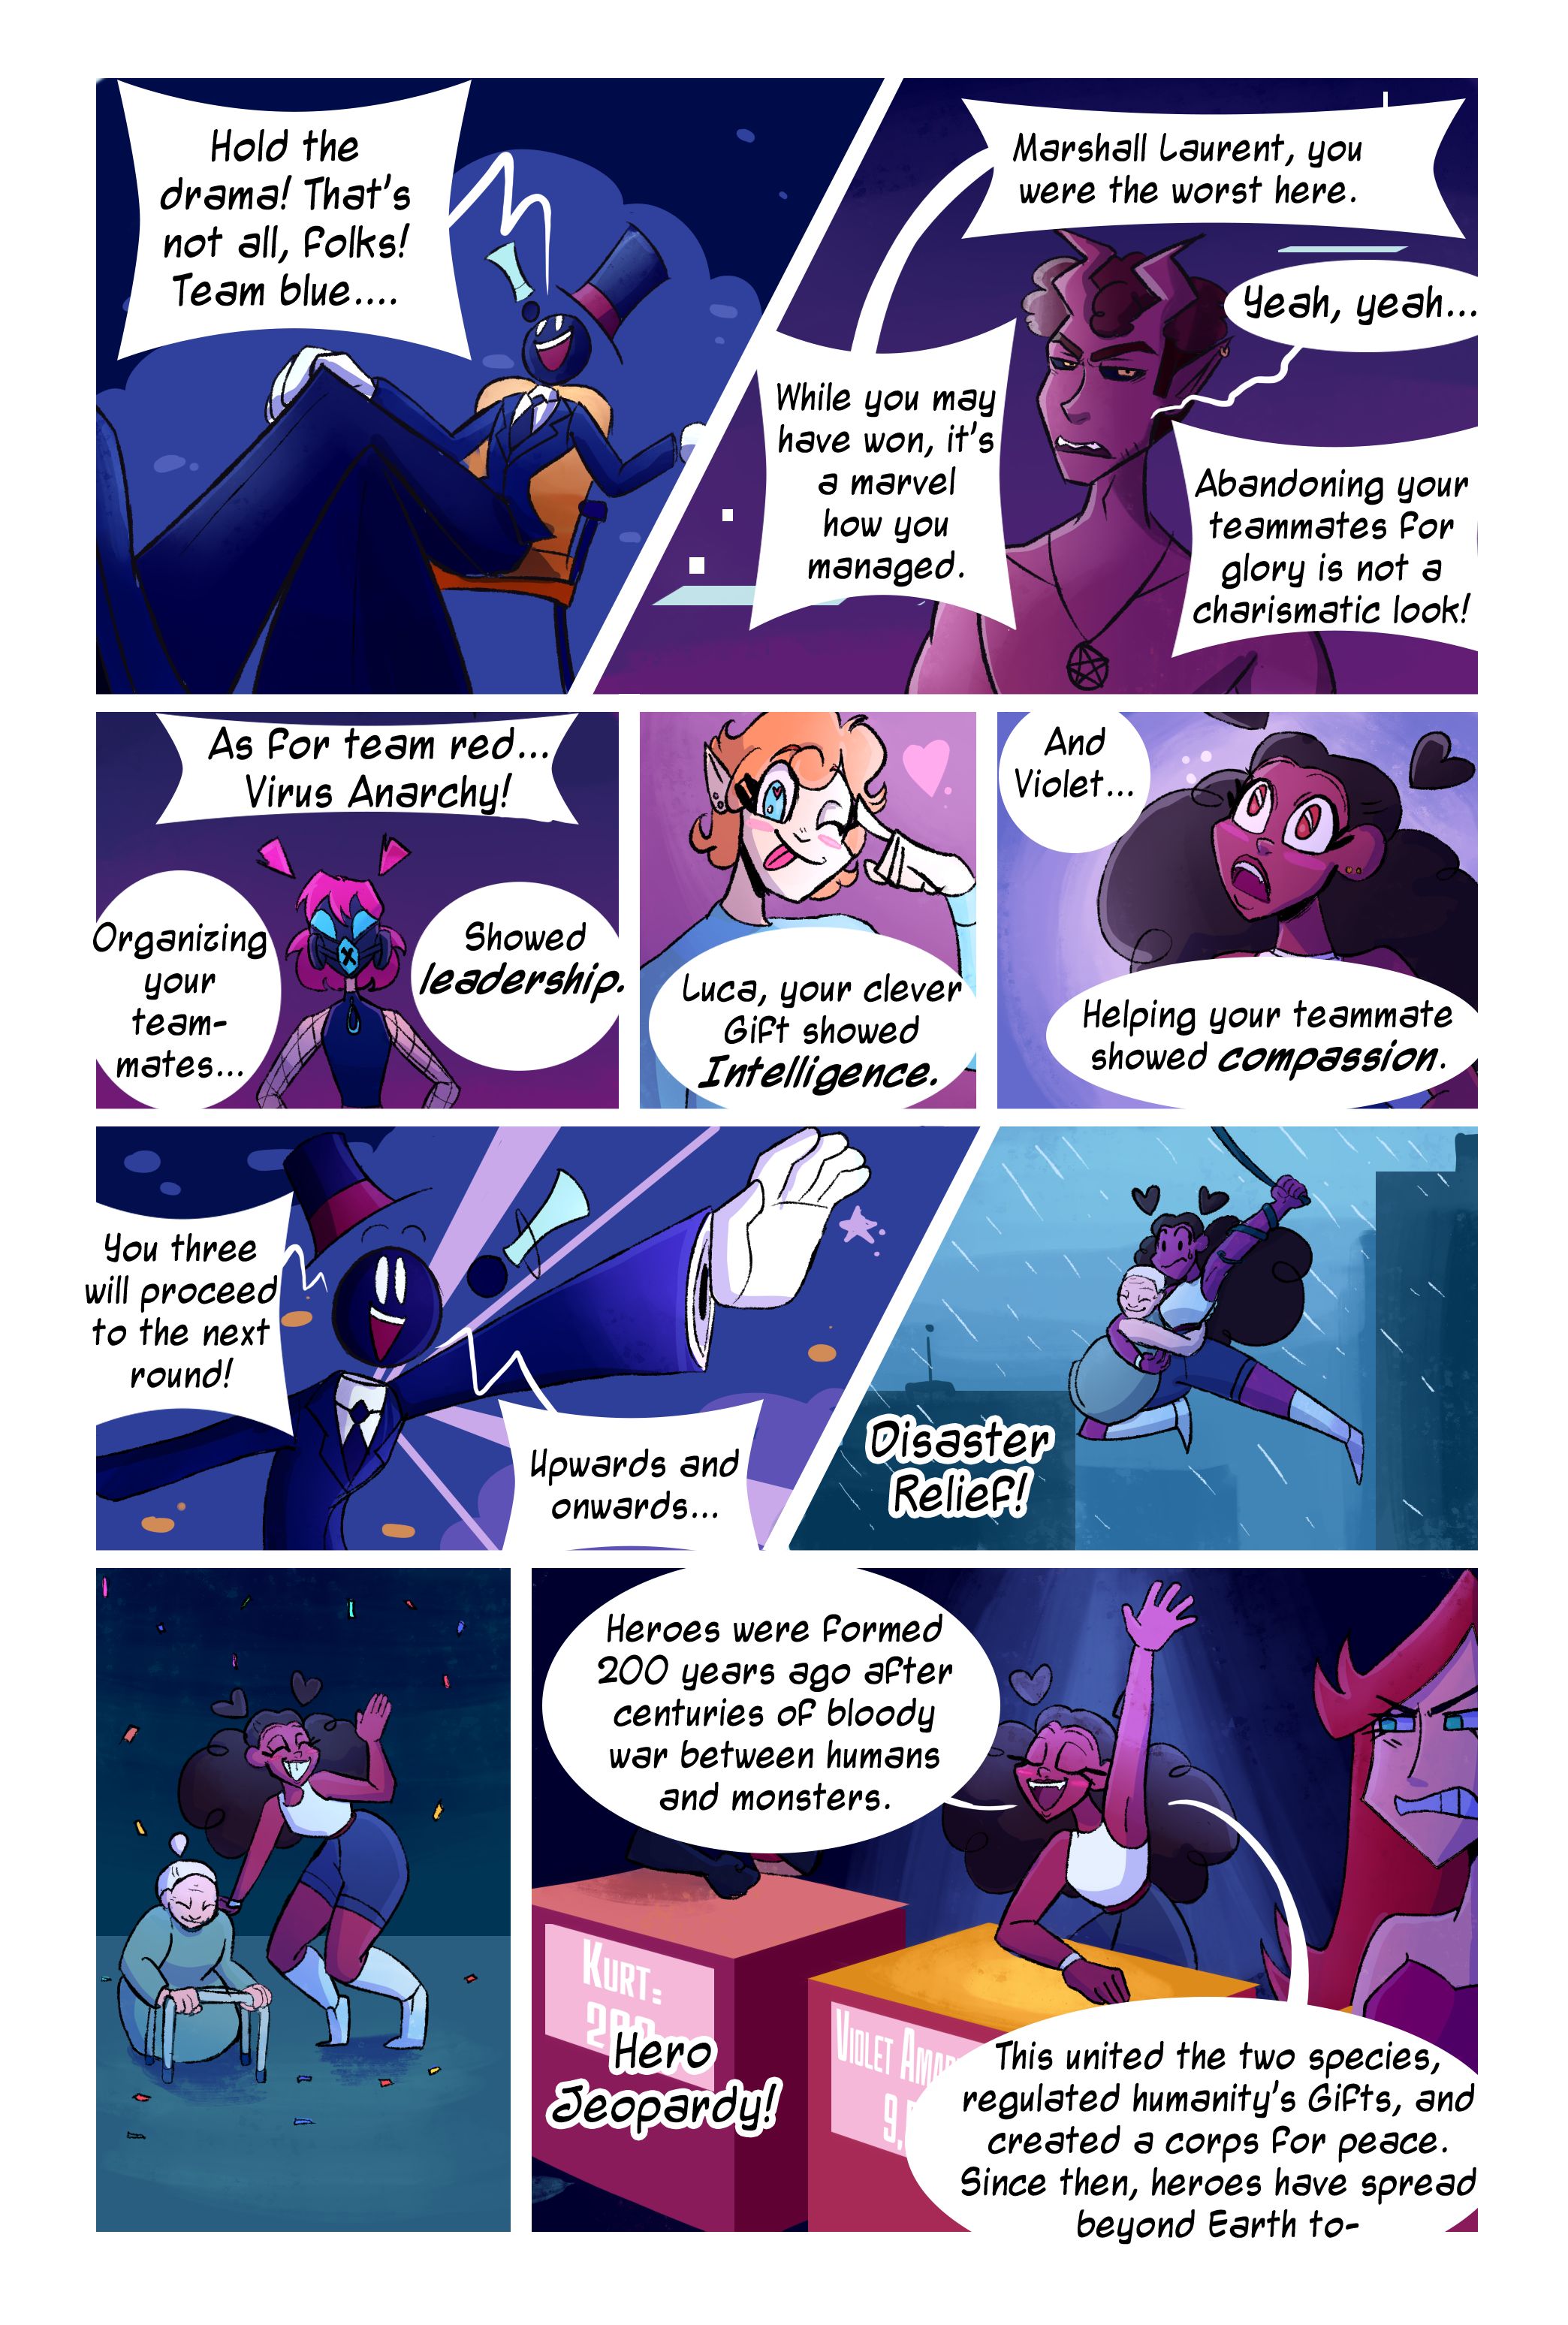 Hold the
drama! That's
not all, folks!
Team blue....
Marshall Laurent, you
were the worst here.
Yeah, yeah...
While you may
have won, it's
a marvel
how you
managed.
Abandoning your
teammates for
glory is not a
charismatic look!
As for team red...
Virus Anarchy!
Organizing
your
team-
mates...
Showed
leadership.
Luca, your clever
Gift showed
Intelligence.
And
Violet...
Helping your teammate
showed compassion.
You three
will proceed
to the next
round!
Upwards and
onwards...
Disaster
Relief!
Heroes were formed
200 years ago after
centuries of bloody
war between humans
and monsters.
KURT:
Hero
Jeopardy!
VIOLET
This united the two species,
regulated humanity's Gifts, and
created a corps for peace.
Since then, heroes have spread
beyond Earth to-